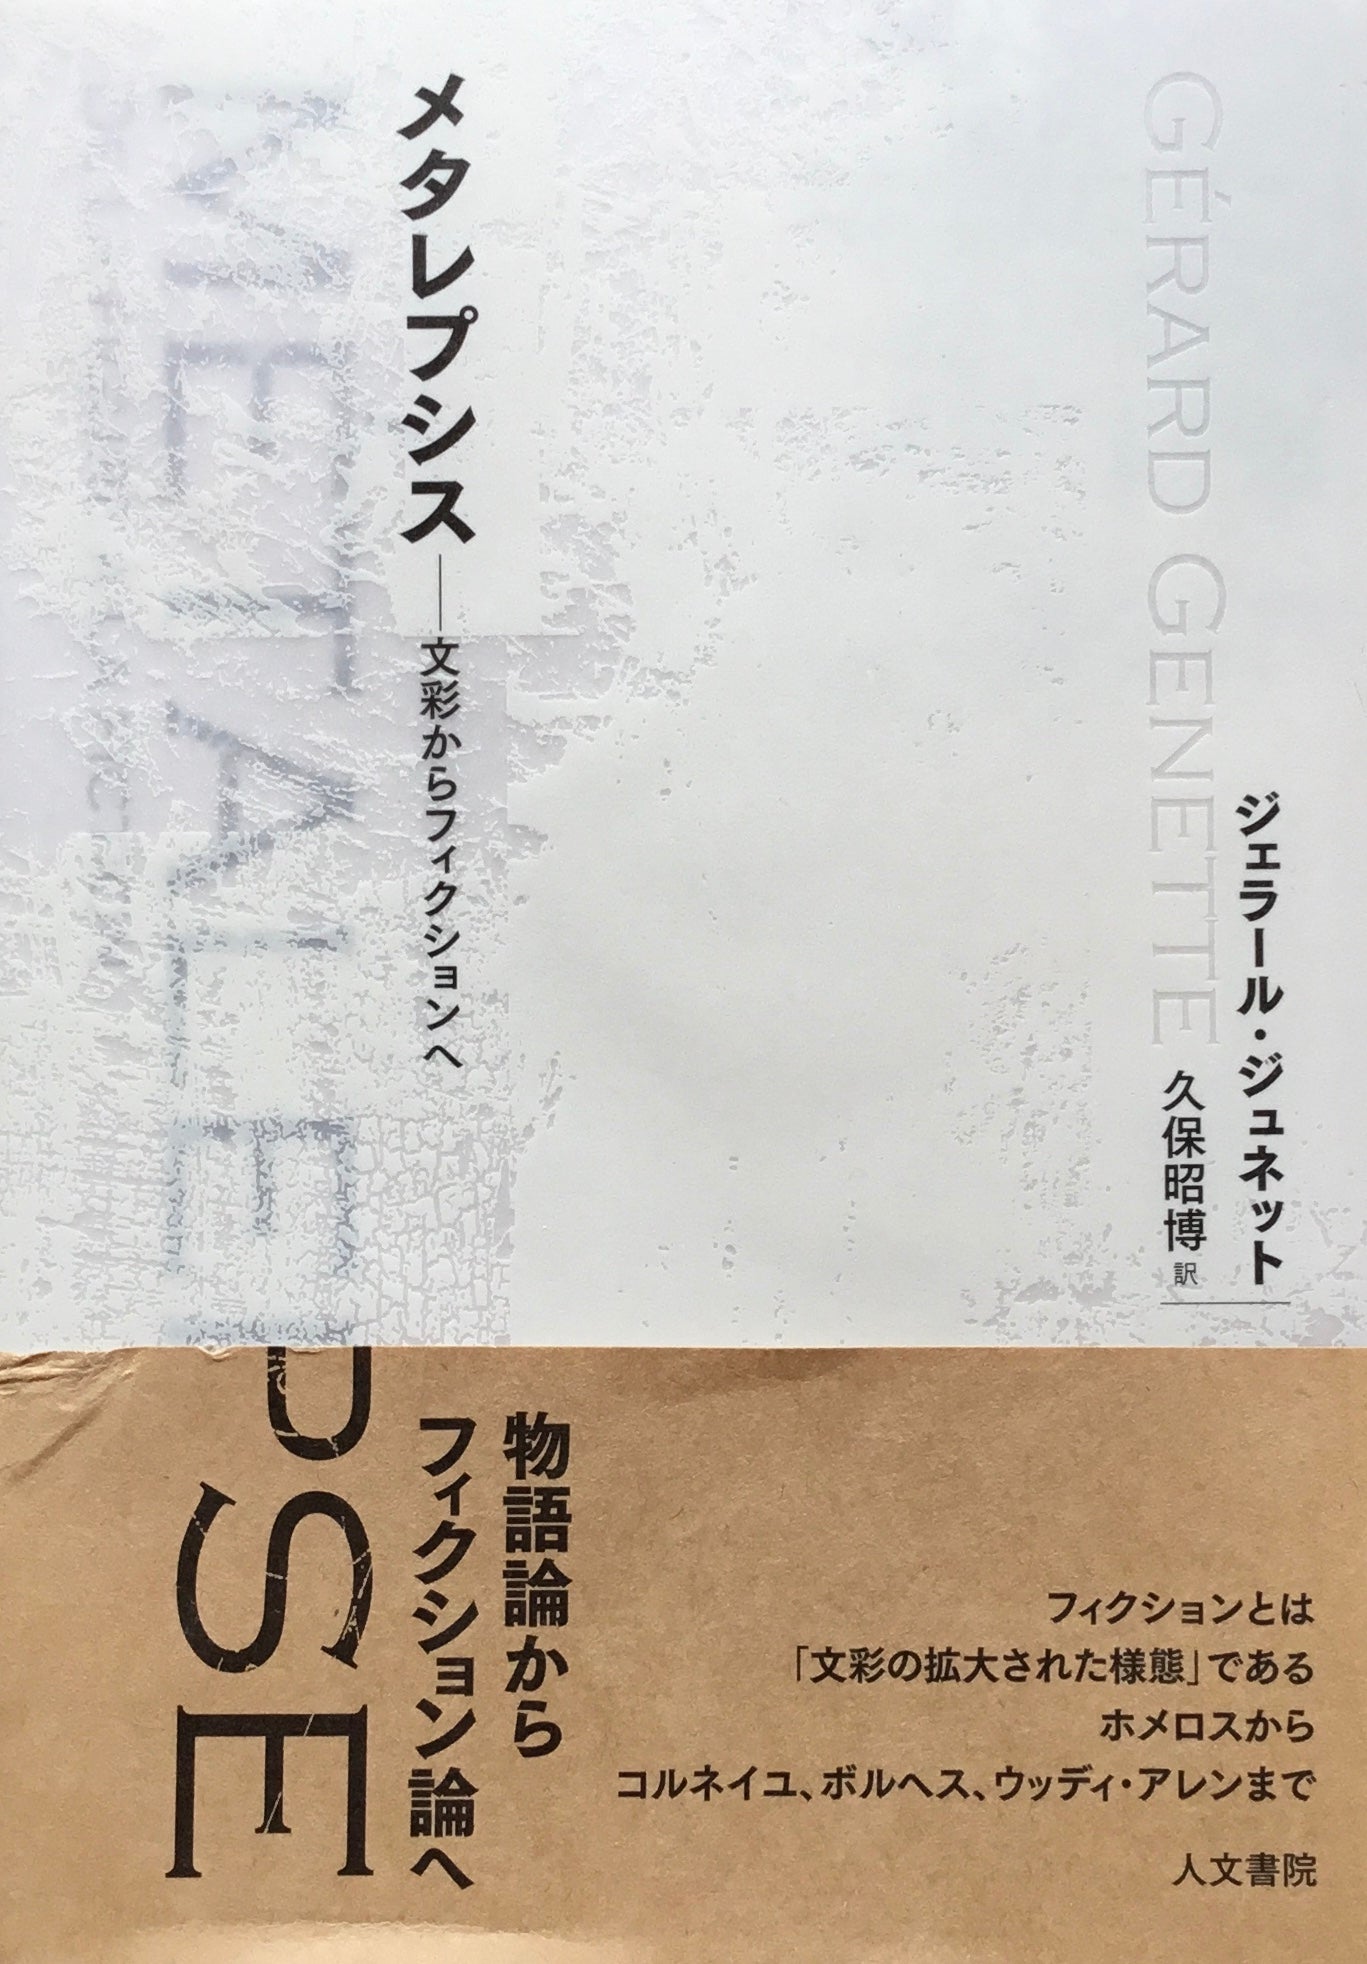 GÉRARD GENETTE
ジェラール・ジュネット
久保昭博 訳
メタレプシス──文彩からフィクションへ
METALEPSE
物語論から
フィクション論へ
フィクションとは
「文彩の拡大された様態」である
ホメロスから
コルネイユ、ボルヘス、ウッディ・アレンまで
人文書院